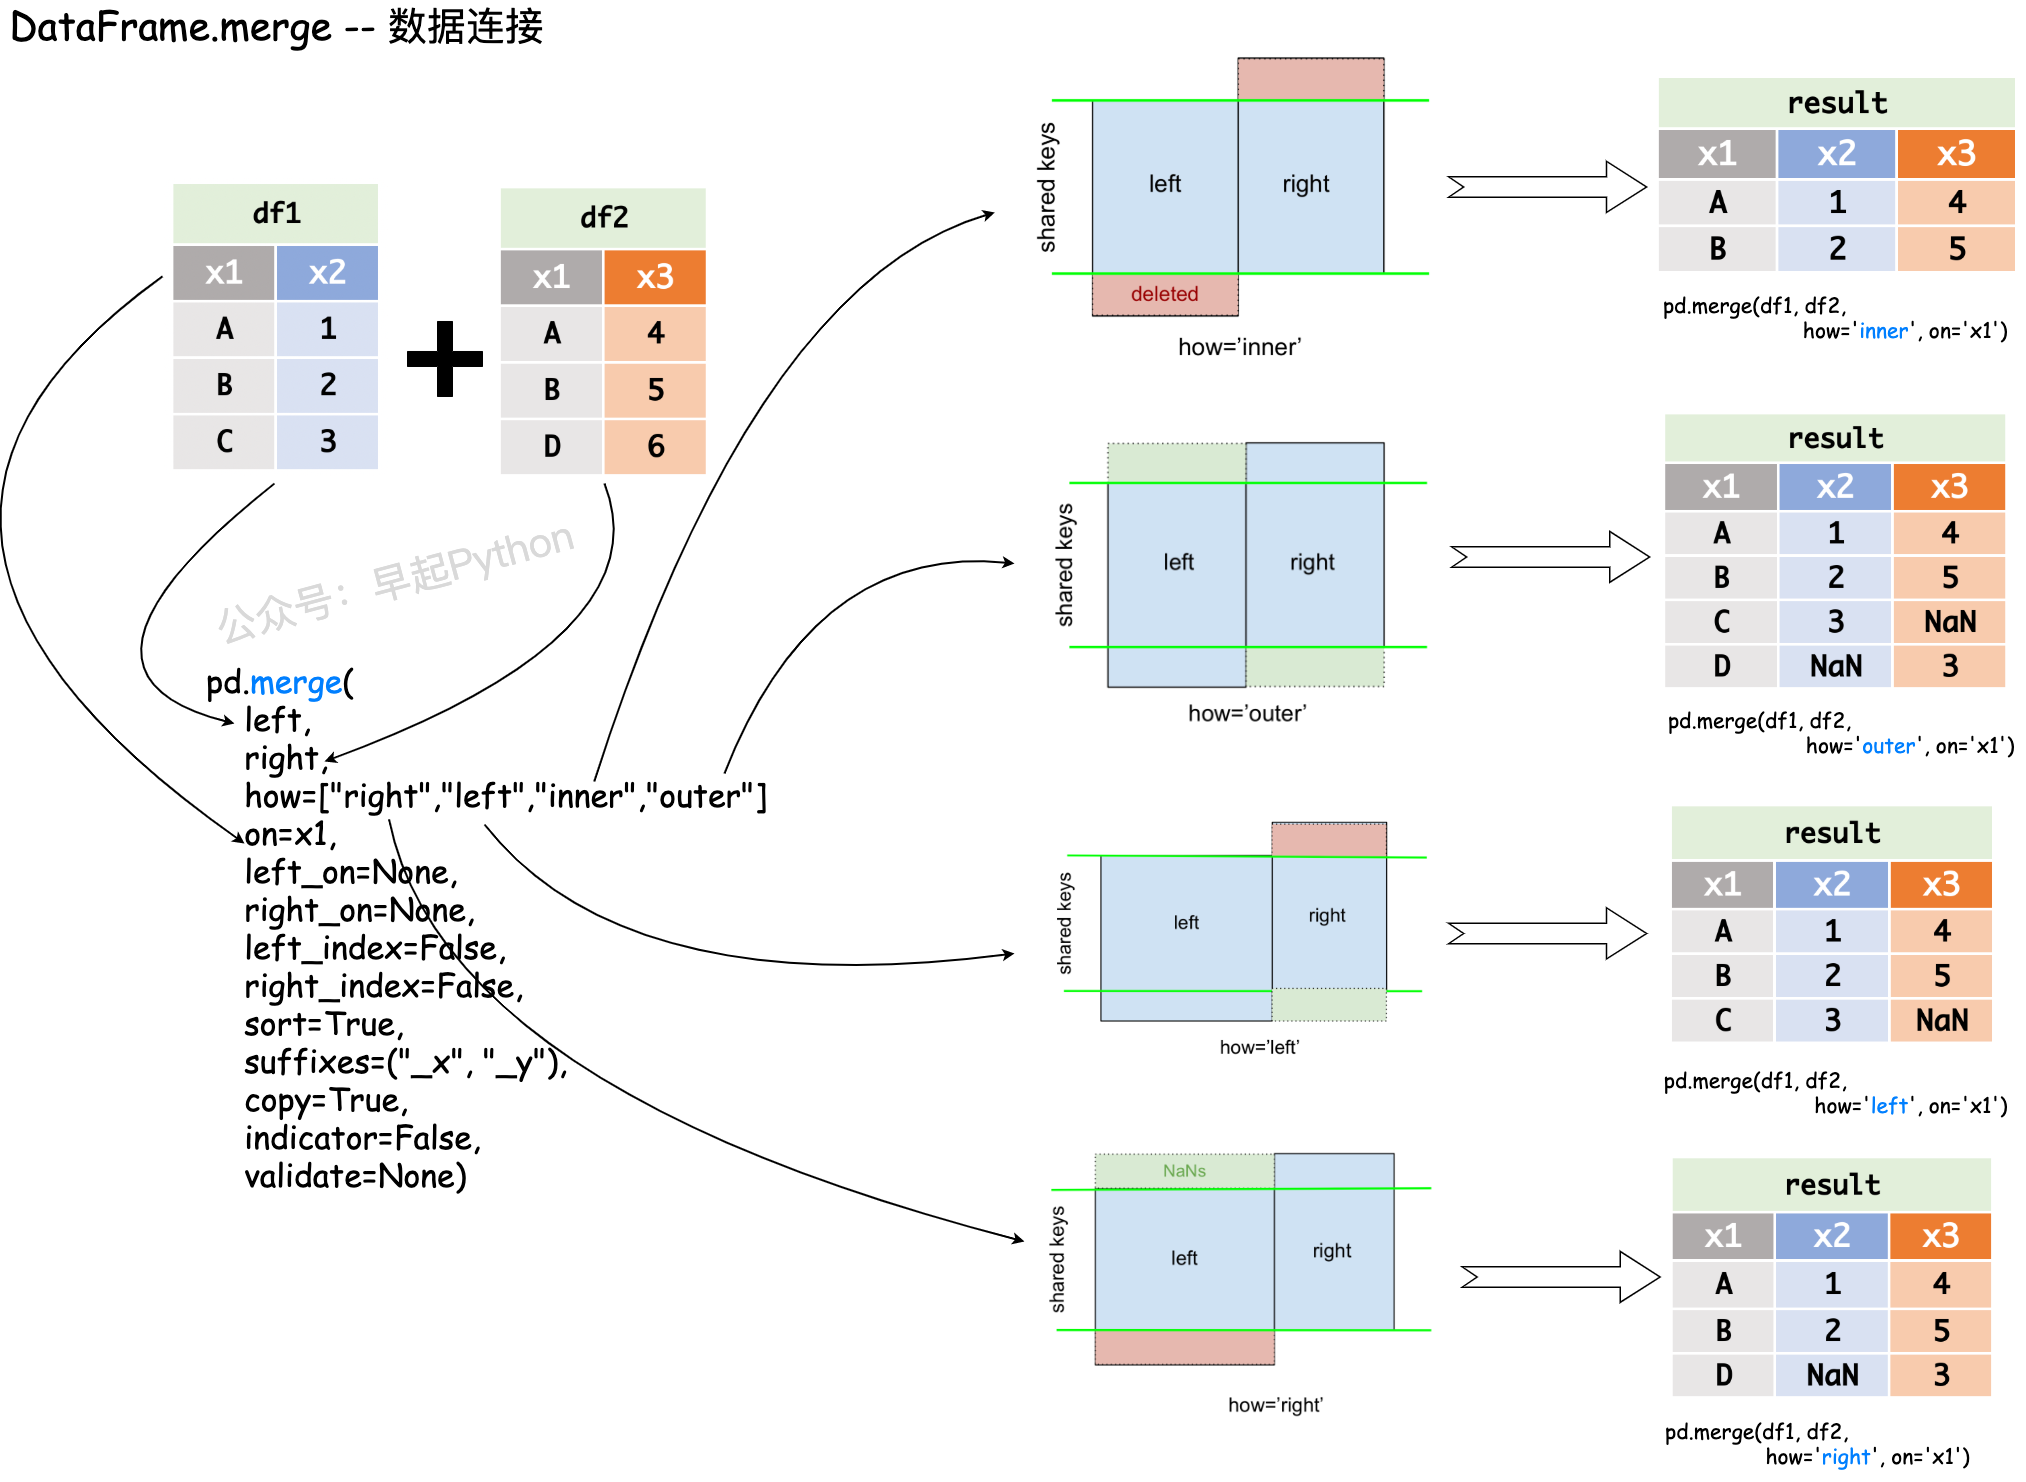 DataFrame.merge -- 数据连接
df1
x1 x2
A 1
B 2
C 3
df2
x1 x3
A 4
B 5
D 6
公众号：早起Python
pd.merge(
left,
right,
how=["right","left","inner","outer"]
on=x1,
left_on=None,
right_on=None,
left_index=False,
right_index=False,
sort=True,
suffixes=("_x", "_y"),
copy=True,
indicator=False,
validate=None)
shared keys
left
right
deleted
how='inner'
result
x1 x2 x3
A 1 4
B 2 5
pd.merge(df1, df2,
how='inner', on='x1')
shared keys
left
right
how='outer'
result
x1 x2 x3
A 1 4
B 2 5
C 3 NaN
D NaN 3
pd.merge(df1, df2,
how='outer', on='x1')
shared keys
left
right
how='left'
result
x1 x2 x3
A 1 4
B 2 5
C 3 NaN
pd.merge(df1, df2,
how='left', on='x1')
NaNs
shared keys
left
right
how='right'
result
x1 x2 x3
A 1 4
B 2 5
D NaN 3
pd.merge(df1, df2,
how='right', on='x1')